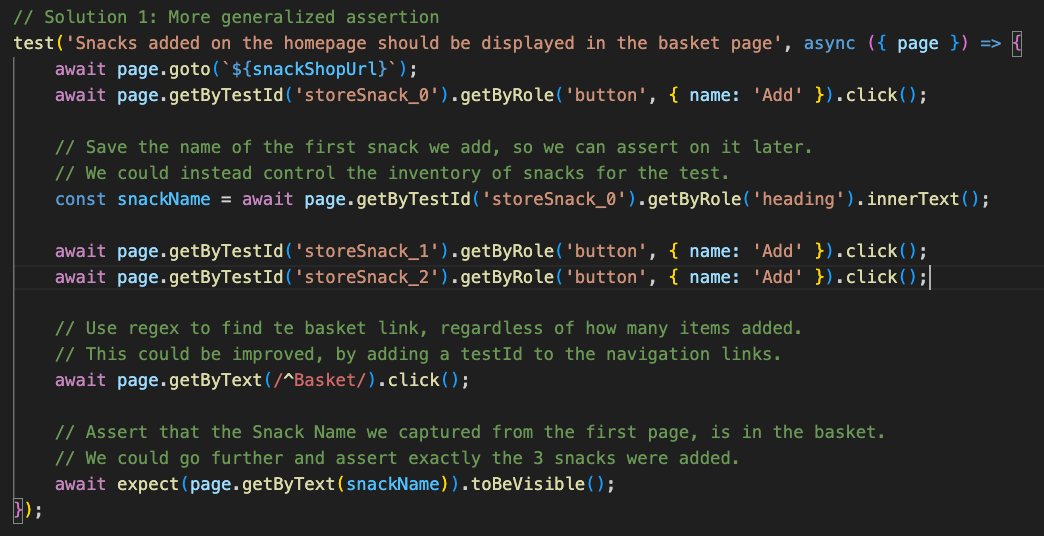 // Solution 1: More generalized assertion
test('Snacks added on the homepage should be displayed in the basket page', async ({ page }) => {
    await page.goto(`${snackShopUrl}`);
    await page.getByTestId('storeSnack_0').getByRole('button', { name: 'Add' }).click();

    // Save the name of the first snack we add, so we can assert on it later.
    // We could instead control the inventory of snacks for the test.
    const snackName = await page.getByTestId('storeSnack_0').getByRole('heading').innerText();

    await page.getByTestId('storeSnack_1').getByRole('button', { name: 'Add' }).click();
    await page.getByTestId('storeSnack_2').getByRole('button', { name: 'Add' }).click();

    // Use regex to find te basket link, regardless of how many items added.
    // This could be improved, by adding a testId to the navigation links.
    await page.getByText(/^Basket/).click();

    // Assert that the Snack Name we captured from the first page, is in the basket.
    // We could go further and assert exactly the 3 snacks were added.
    await expect(page.getByText(snackName)).toBeVisible();
});